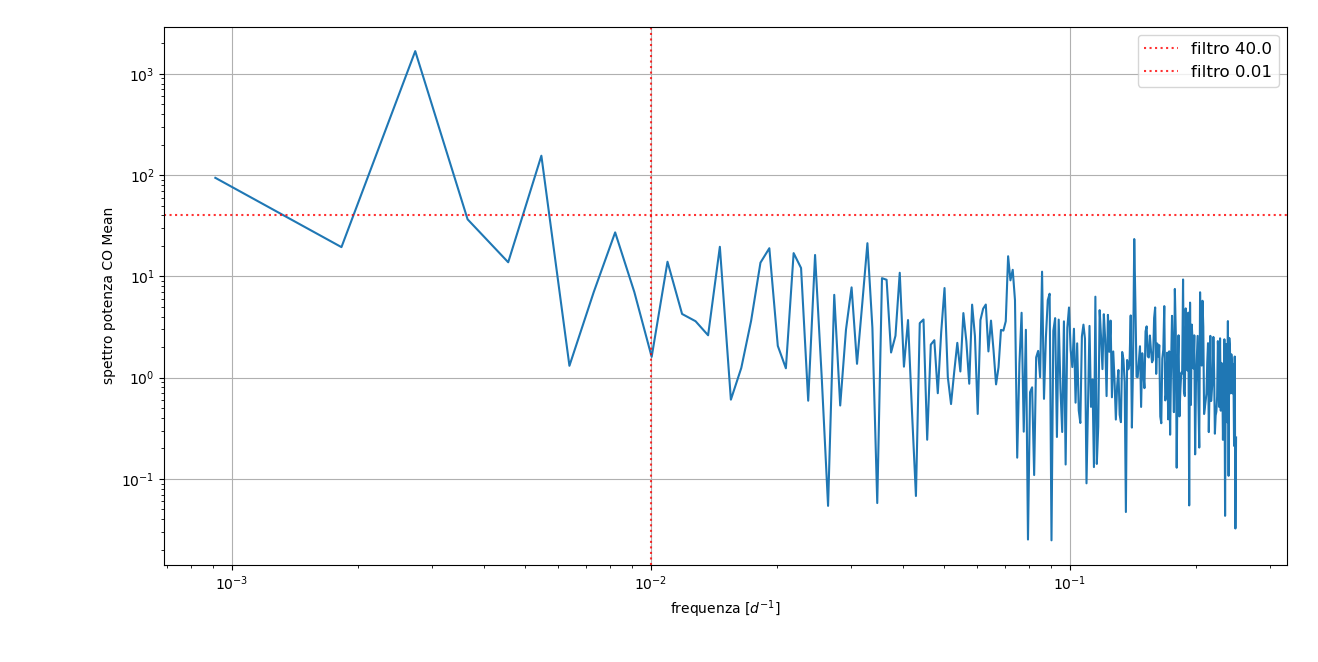 filtro 40.0
filtro 0.01
spettro potenza CO Mean
10³
10²
10¹
10⁰
10⁻¹
10⁻³
10⁻²
10⁻¹
frequenza [d⁻¹]